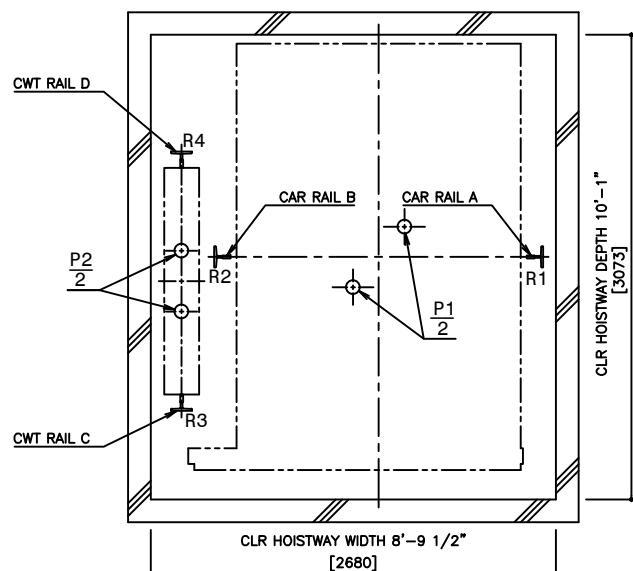 CWT RAIL D
R4
CAR RAIL B
CAR RAIL A
R2
R1
P2
2
P1
2
R3
CWT RAIL C
CLR HOISTWAY DEPTH 10'-1"
[3073]
CLR HOISTWAY WIDTH 8'-9 1/2"
[2680]